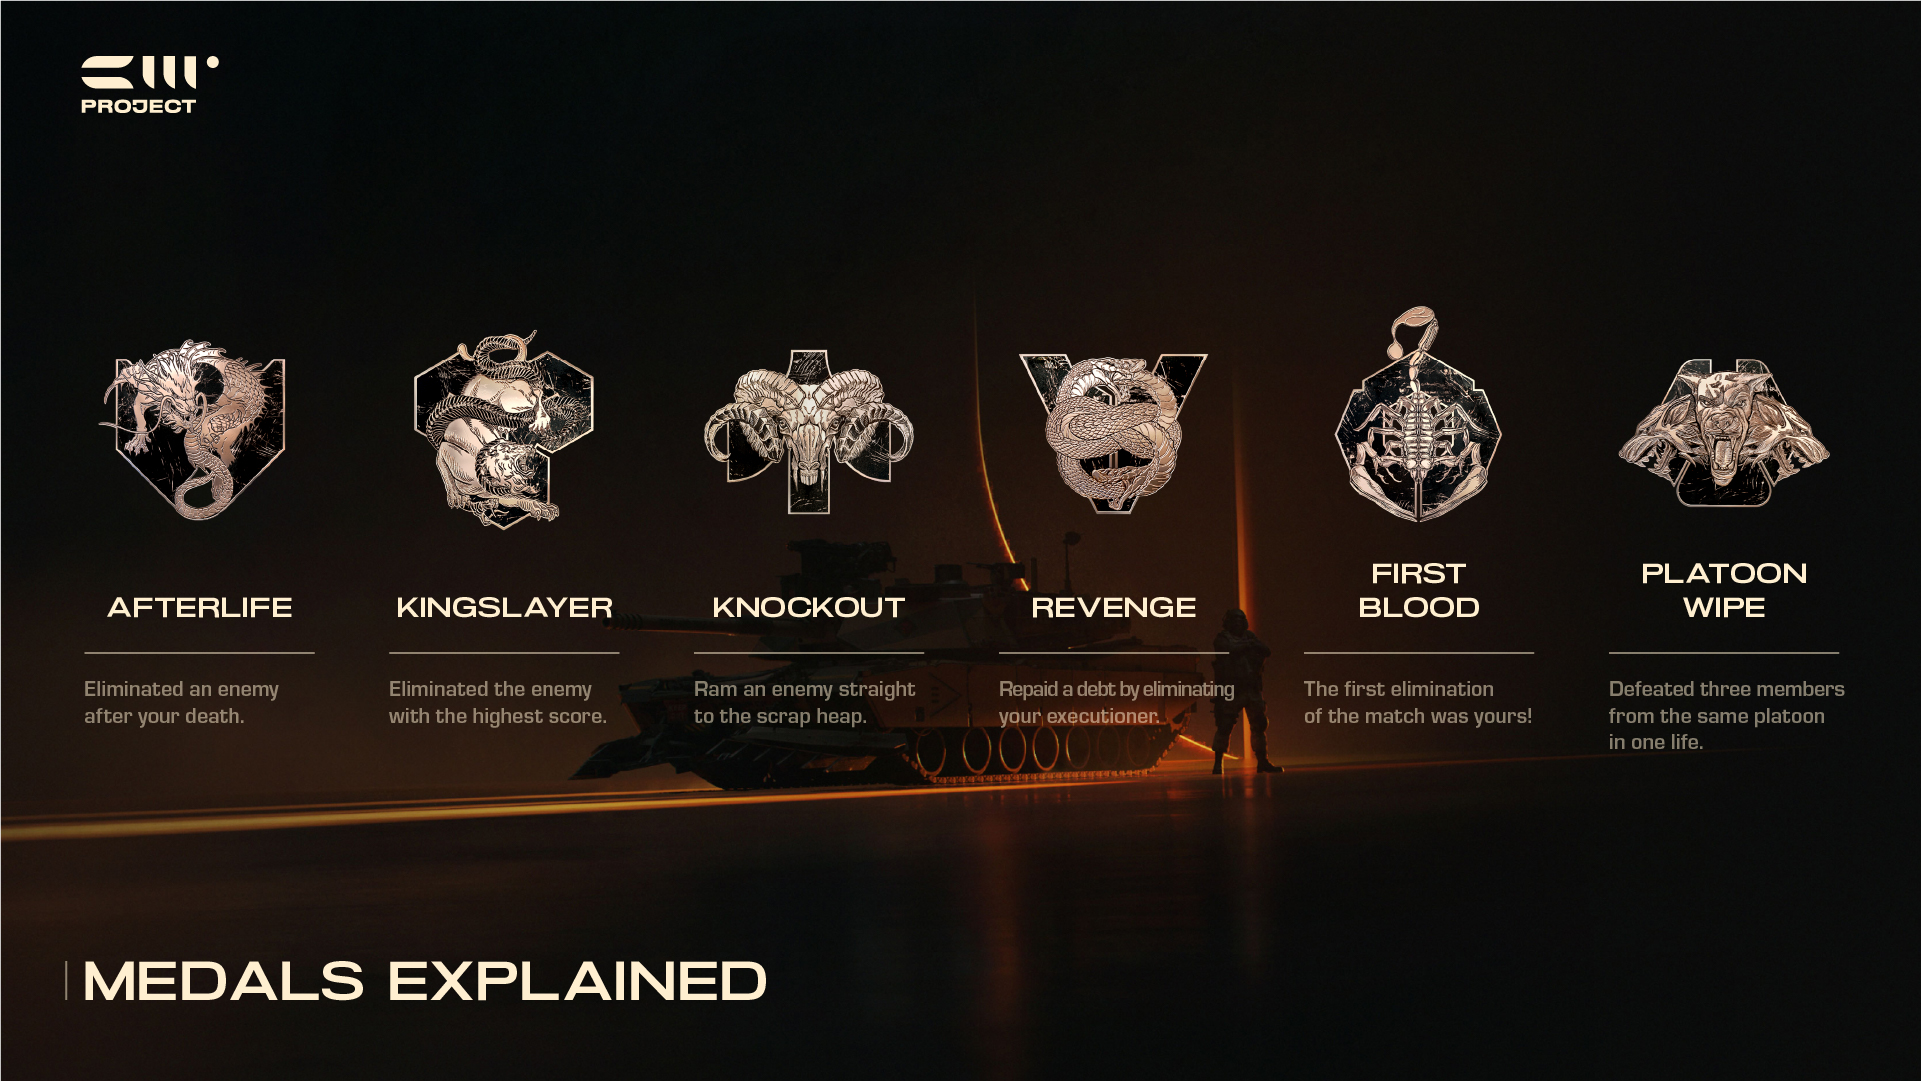 CW
PROJECT
AFTERLIFE
Eliminated an enemy
after your death.
KINGSLAYER
Eliminated the enemy
with the highest score.
KNOCKOUT
Ram an enemy straight
to the scrap heap.
REVENGE
Repaid a debt by eliminating
your executioner.
FIRST
BLOOD
The first elimination
of the match was yours!
PLATOON
WIPE
Defeated three members
from the same platoon
in one life.
MEDALS EXPLAINED